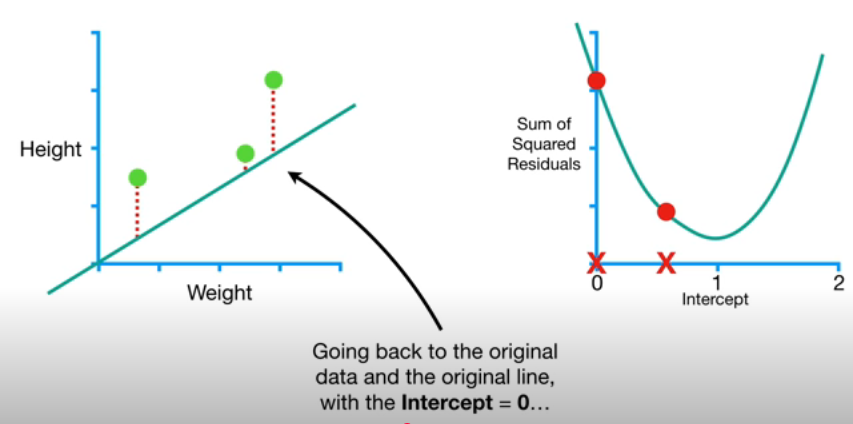 Height
Weight
Sum of
Squared
Residuals
X
X
0
1
2
Intercept
Going back to the original
data and the original line,
with the Intercept = 0...